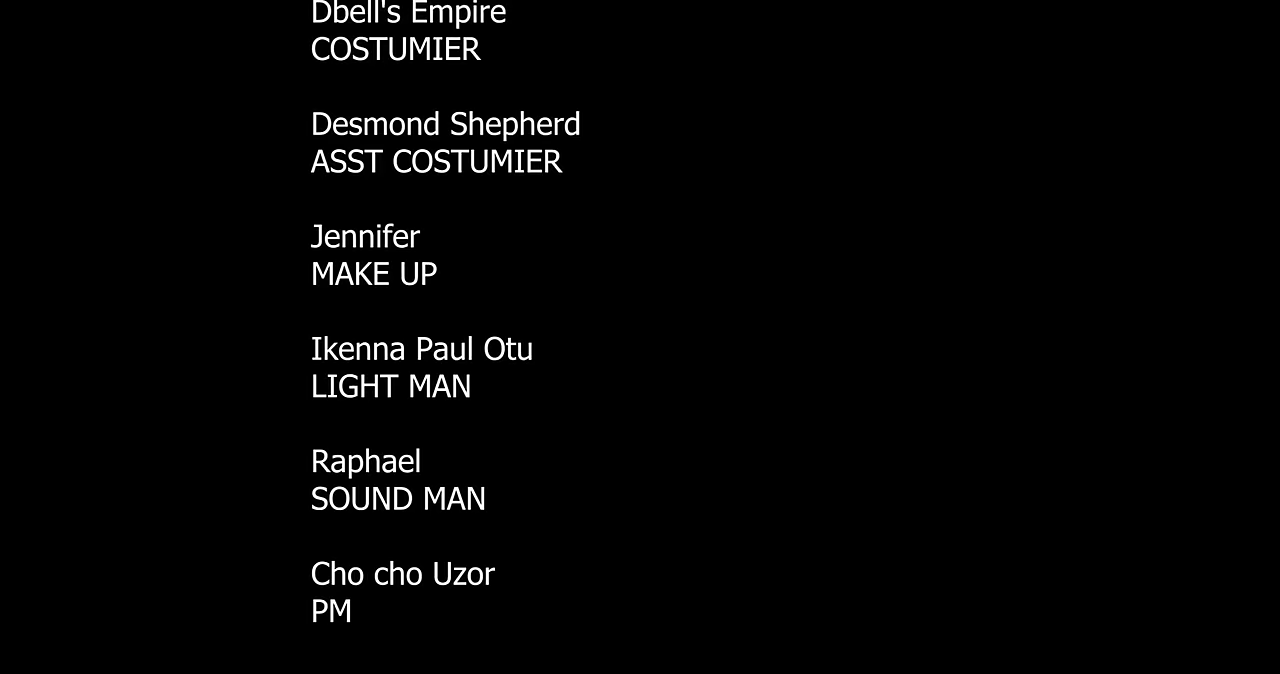 Dbell's Empire
COSTUMIER
Desmond Shepherd
ASST COSTUMIER
Jennifer
MAKE UP
Ikenna Paul Otu
LIGHT MAN
Raphael
SOUND MAN
Cho cho Uzor
PM